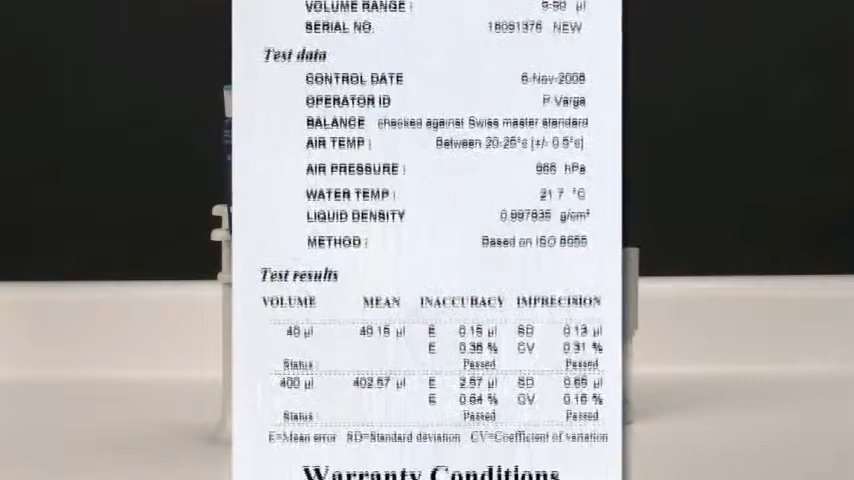 VOLUME RANGE : µl
SERIAL NO. 18091376 NEW
Test data
CONTROL DATE 6-Nov-2009
OPERATOR ID P Varga
BALANCE checked against Swiss master standard
AIR TEMP : Between 20-25°c [+/- 0.5°c]
AIR PRESSURE : 966 hPa
WATER TEMP : 21.7 °C
LIQUID DENSITY 0.997835 g/cm³
METHOD : Based on ISO 8655
Test results
VOLUME MEAN INACCURACY IMPRECISION
40 µl 40.15 µl E 0.15 µl SD 0.13 µl
E 0.38 % CV 0.31 %
Status: Passed Passed
400 µl 402.57 µl E 2.57 µl SD 0.65 µl
E 0.64 % CV 0.16 %
Status: Passed Passed
E=Mean error SD=Standard deviation CV=Coefficient of variation
Warranty Conditions